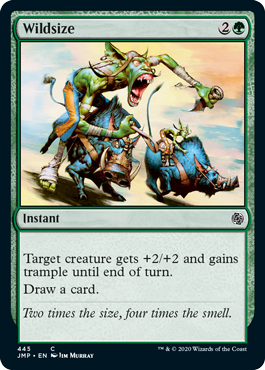 Wildsize 2
Instant
Target creature gets +2/+2 and gains
trample until end of turn.
Draw a card.
Two times the size, four times the smell.
445 C
JMP • EN Jim Murray
™ & © 2020 Wizards of the Coast